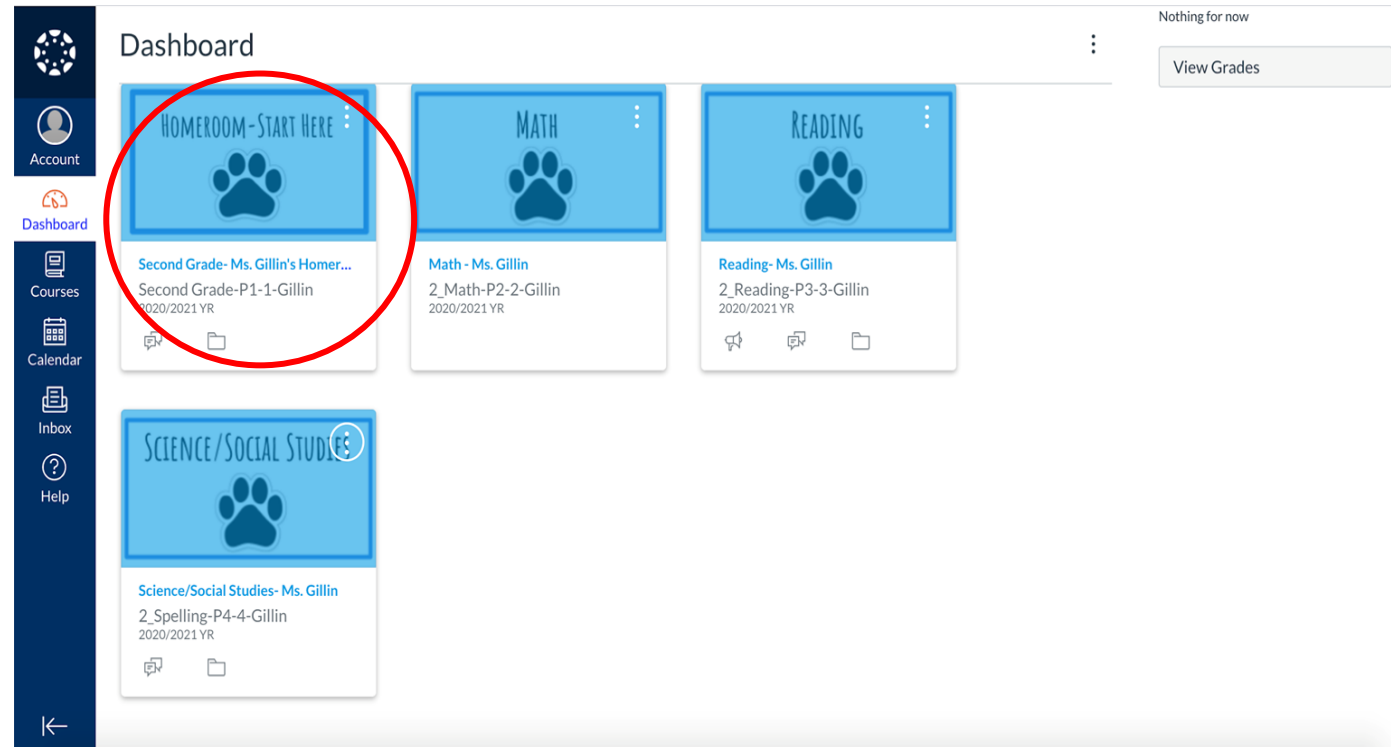 Nothing for now
Dashboard
View Grades
Account
Dashboard
Courses
Calendar
Inbox
Help
HOMEROOM-START HERE
Second Grade- Ms. Gillin's Homer...
Second Grade-P1-1-Gillin
2020/2021 YR
MATH
Math - Ms. Gillin
2_Math-P2-2-Gillin
2020/2021 YR
READING
Reading- Ms. Gillin
2_Reading-P3-3-Gillin
2020/2021 YR
SCIENCE/SOCIAL STUDIES
Science/Social Studies- Ms. Gillin
2_Spelling-P4-4-Gillin
2020/2021 YR